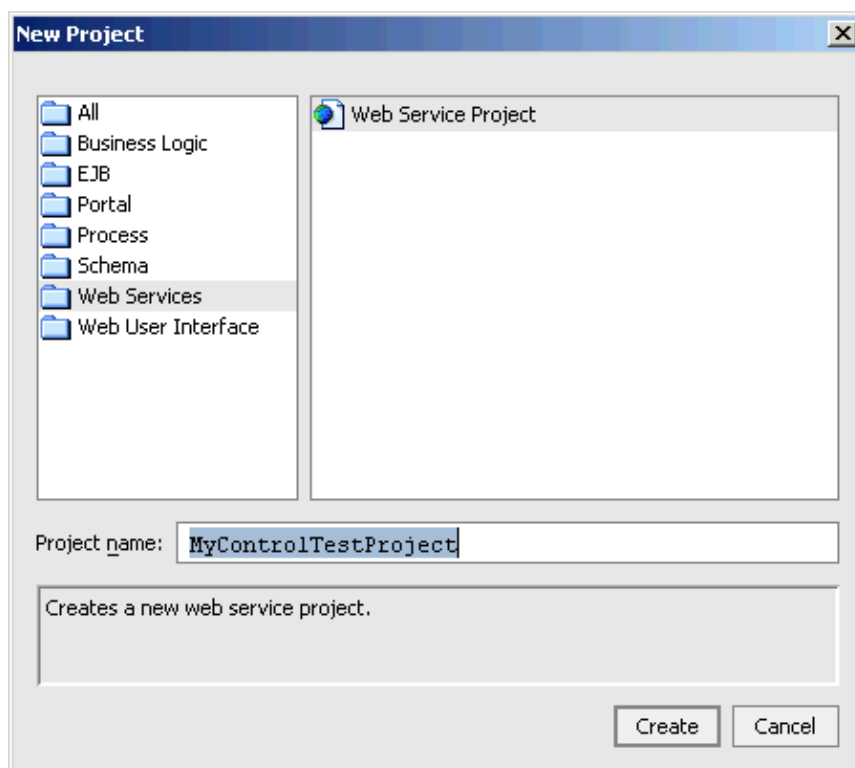 New Project
All
Business Logic
EJB
Portal
Process
Schema
Web Services
Web User Interface
Web Service Project
Project name: MyControlTestProject
Creates a new web service project.
Create Cancel